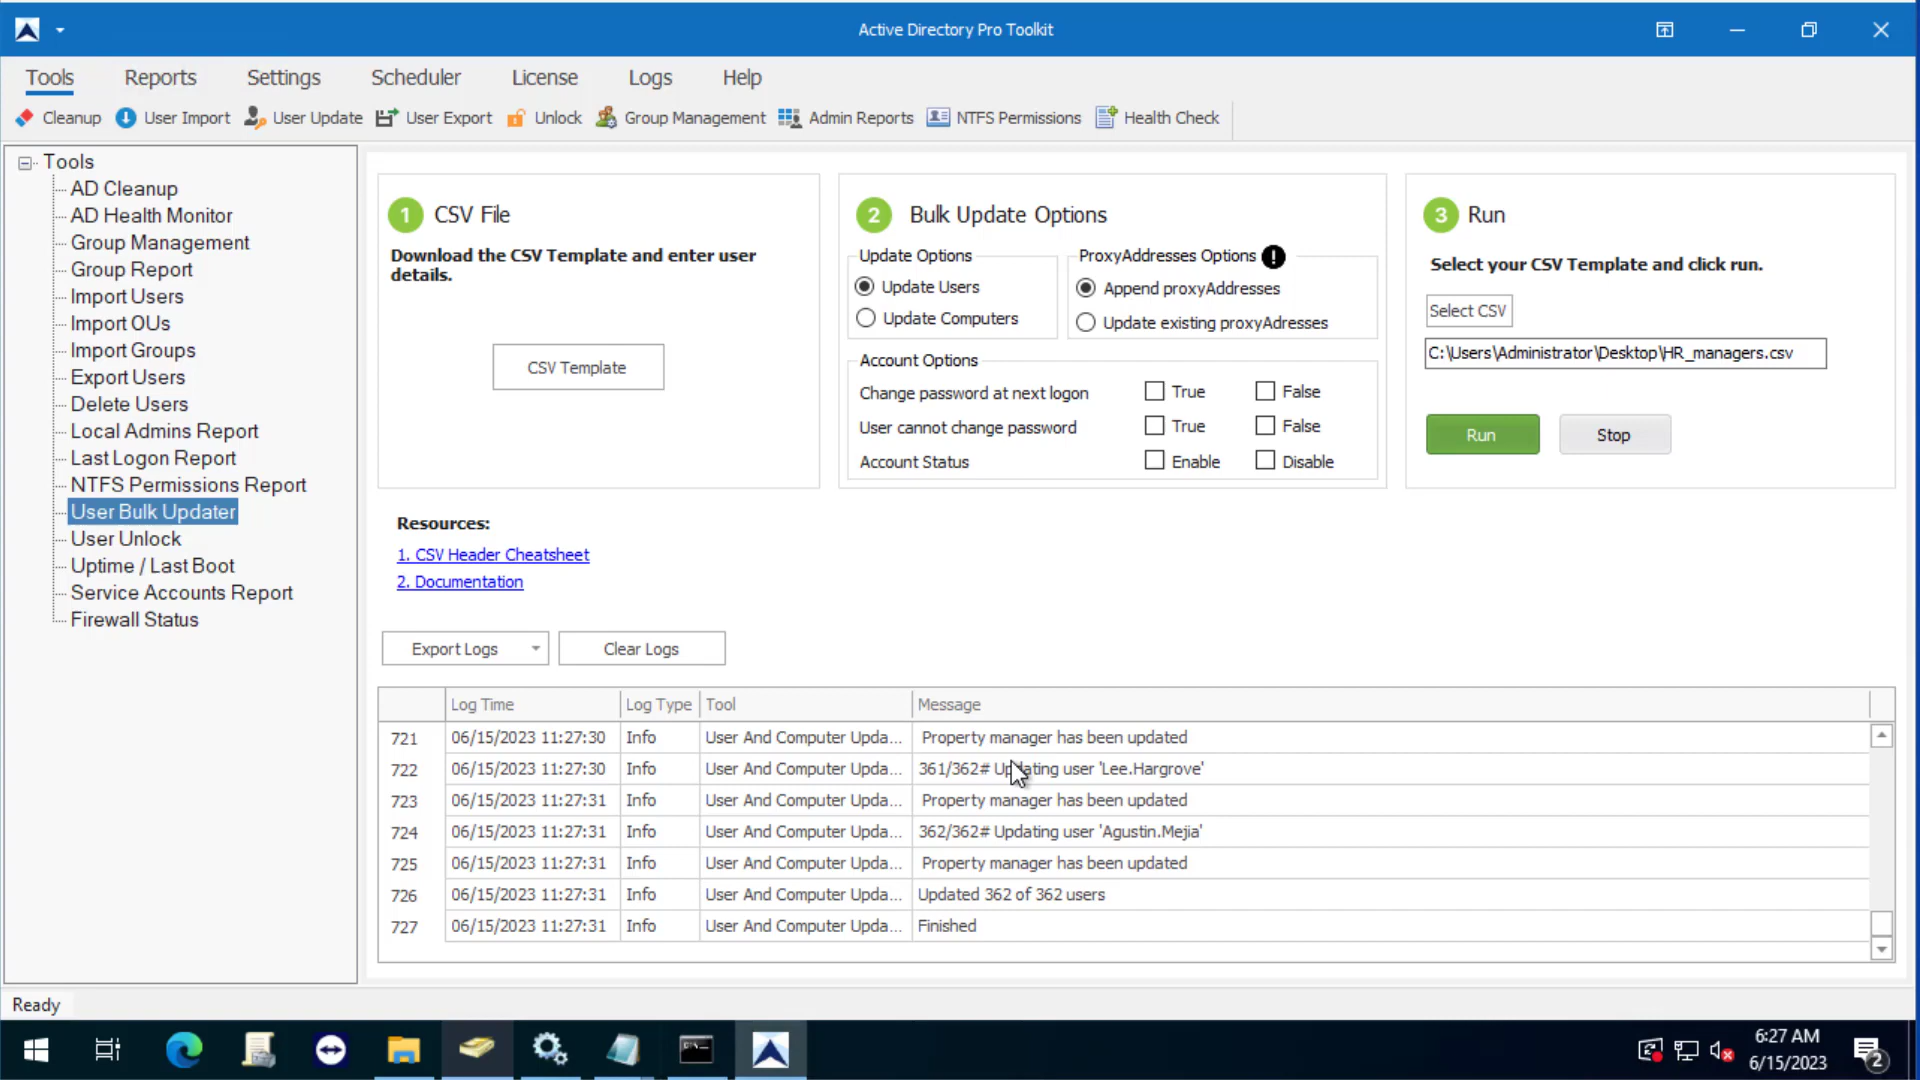 Active Directory Pro Toolkit
Tools Reports Settings Scheduler License Logs Help
Cleanup User Import User Update User Export Unlock Group Management Admin Reports NTFS Permissions Health Check
Tools
AD Cleanup
AD Health Monitor
Group Management
Group Report
Import Users
Import OUs
Import Groups
Export Users
Delete Users
Local Admins Report
Last Logon Report
NTFS Permissions Report
User Bulk Updater
User Unlock
Uptime / Last Boot
Service Accounts Report
Firewall Status
1 CSV File
Download the CSV Template and enter user
details.
CSV Template
2 Bulk Update Options
Update Options
Update Users
Update Computers
ProxyAddresses Options !
Append proxyAddresses
Update existing proxyAdresses
Account Options
Change password at next logon True False
User cannot change password True False
Account Status Enable Disable
3 Run
Select your CSV Template and click run.
Select CSV
C:\Users\Administrator\Desktop\HR_managers.csv
Run Stop
Resources:
1. CSV Header Cheatsheet
2. Documentation
Export Logs Clear Logs
Log Time Log Type Tool Message
721 06/15/2023 11:27:30 Info User And Computer Upda... Property manager has been updated
722 06/15/2023 11:27:30 Info User And Computer Upda... 361/362# Updating user 'Lee.Hargrove'
723 06/15/2023 11:27:31 Info User And Computer Upda... Property manager has been updated
724 06/15/2023 11:27:31 Info User And Computer Upda... 362/362# Updating user 'Agustin.Mejia'
725 06/15/2023 11:27:31 Info User And Computer Upda... Property manager has been updated
726 06/15/2023 11:27:31 Info User And Computer Upda... Updated 362 of 362 users
727 06/15/2023 11:27:31 Info User And Computer Upda... Finished
Ready
6:27 AM
6/15/2023
2